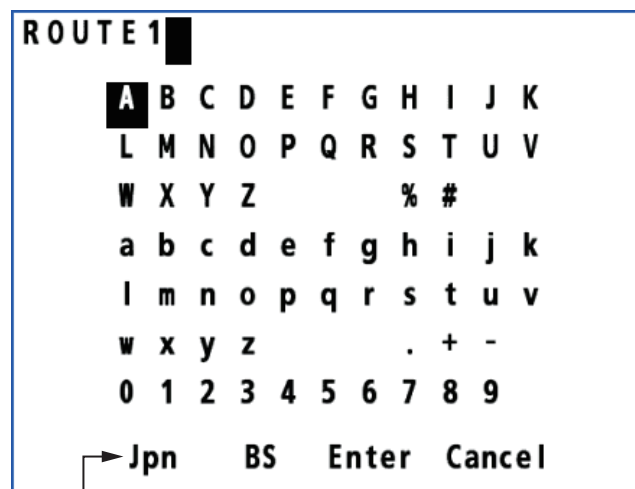 ROUTE1
A B C D E F G H I J K
L M N O P Q R S T U V
W X Y Z % #
a b c d e f g h i j k
l m n o p q r s t u v
w x y z . + -
0 1 2 3 4 5 6 7 8 9
Jpn BS Enter Cancel